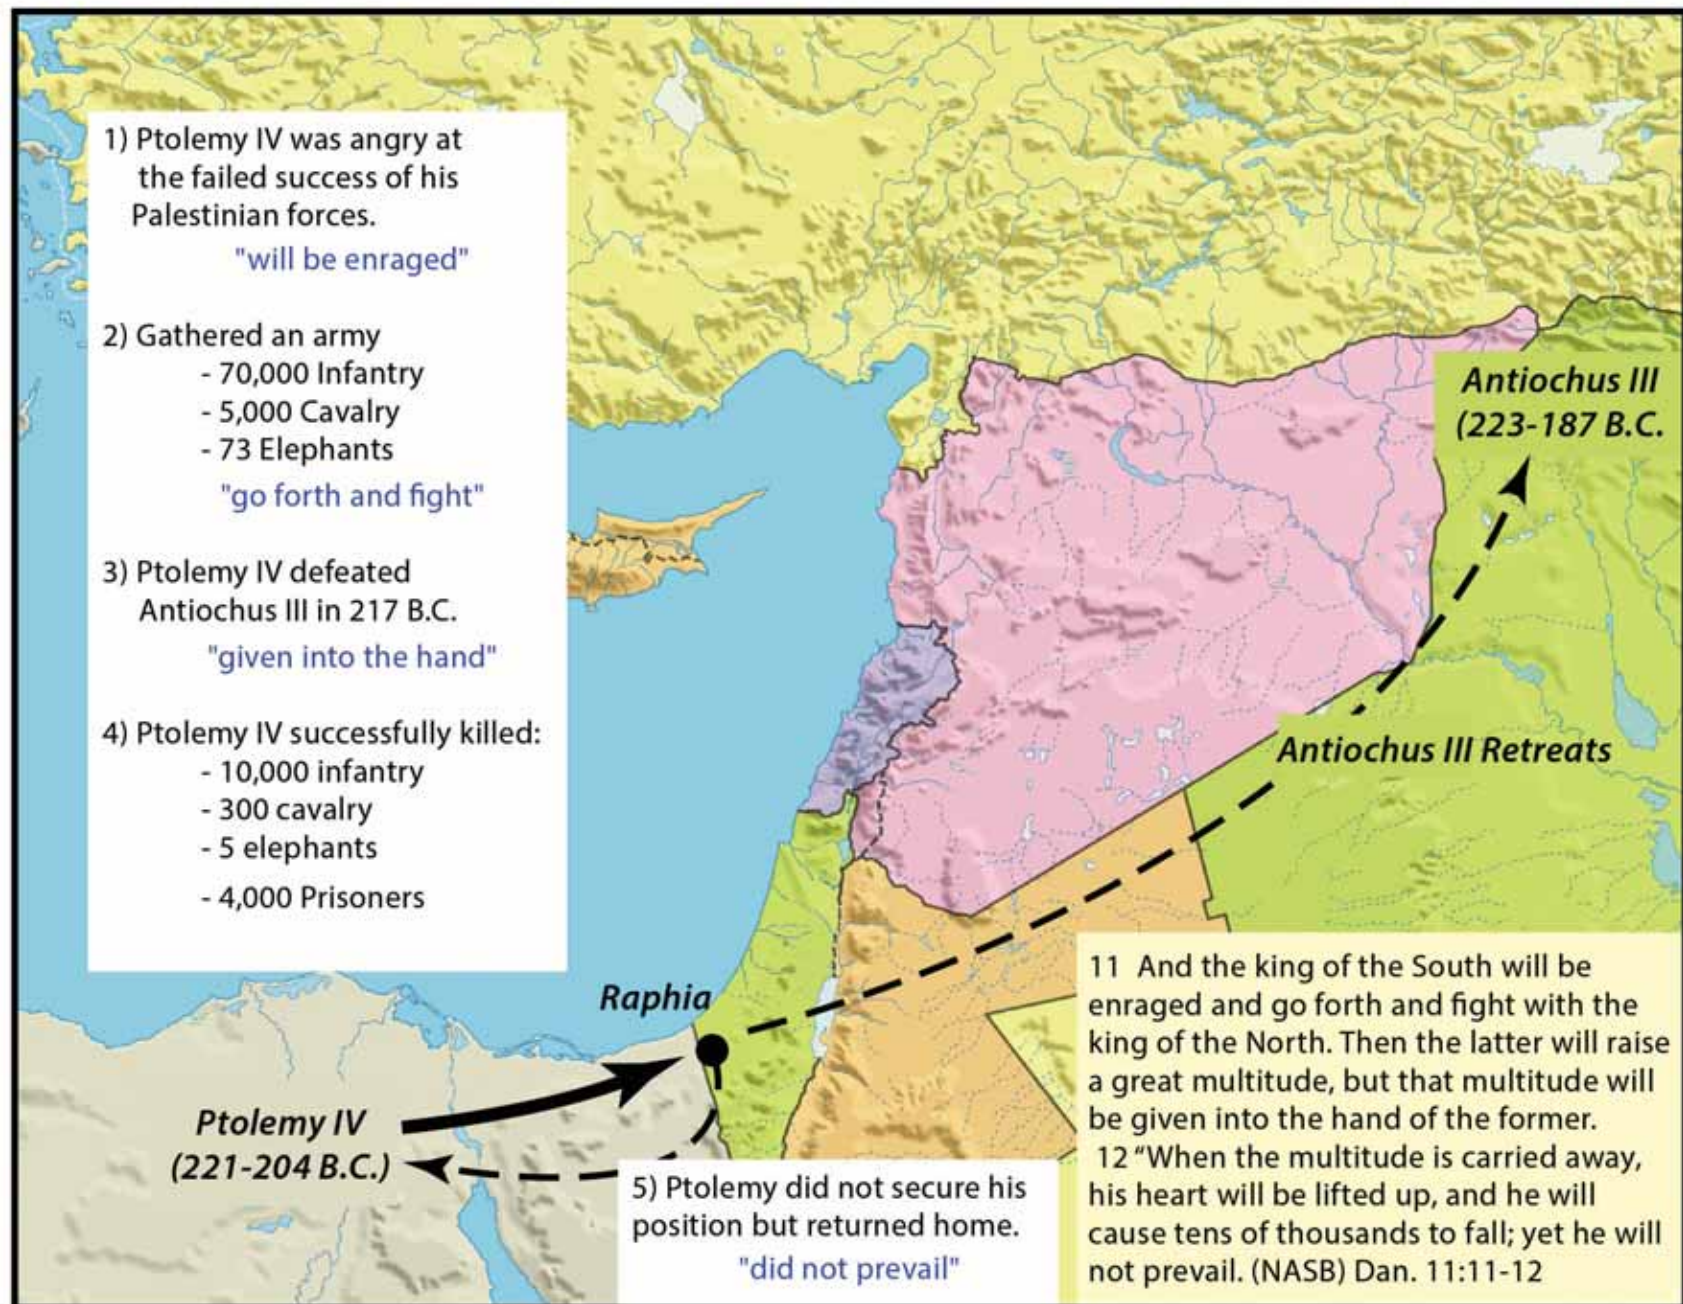 1) Ptolemy IV was angry at
the failed success of his
Palestinian forces.
"will be enraged"
2) Gathered an army
- 70,000 Infantry
- 5,000 Cavalry
- 73 Elephants
"go forth and fight"
3) Ptolemy IV defeated
Antiochus III in 217 B.C.
"given into the hand"
4) Ptolemy IV successfully killed:
- 10,000 infantry
- 300 cavalry
- 5 elephants
- 4,000 Prisoners
Antiochus III
(223-187 B.C.
Antiochus III Retreats
Raphia
Ptolemy IV
(221-204 B.C.)
5) Ptolemy did not secure his
position but returned home.
"did not prevail"
11 And the king of the South will be
enraged and go forth and fight with the
king of the North. Then the latter will raise
a great multitude, but that multitude will
be given into the hand of the former.
12 “When the multitude is carried away,
his heart will be lifted up, and he will
cause tens of thousands to fall; yet he will
not prevail. (NASB) Dan. 11:11-12